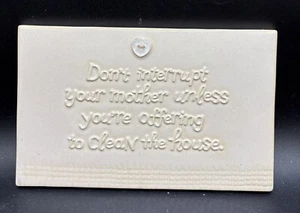 Don't interrupt
your mother unless
you're offering
to cleaN the house.